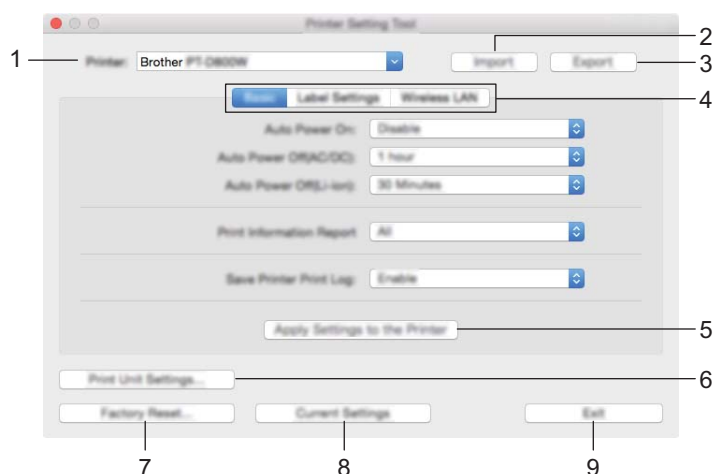 Printer Setting Tool
2
1
Printer: Brother PT-D800W
Import Export
3
Label Settings Wireless LAN
4
Auto Power On: Disable
Auto Power Off(AC/DC): 1 hour
Auto Power Off(Li-ion): 30 Minutes
Print Information Report All
Save Printer Print Log: Enable
Apply Settings to the Printer
5
Print Unit Settings...
6
Factory Reset... Current Settings Exit
7 8 9